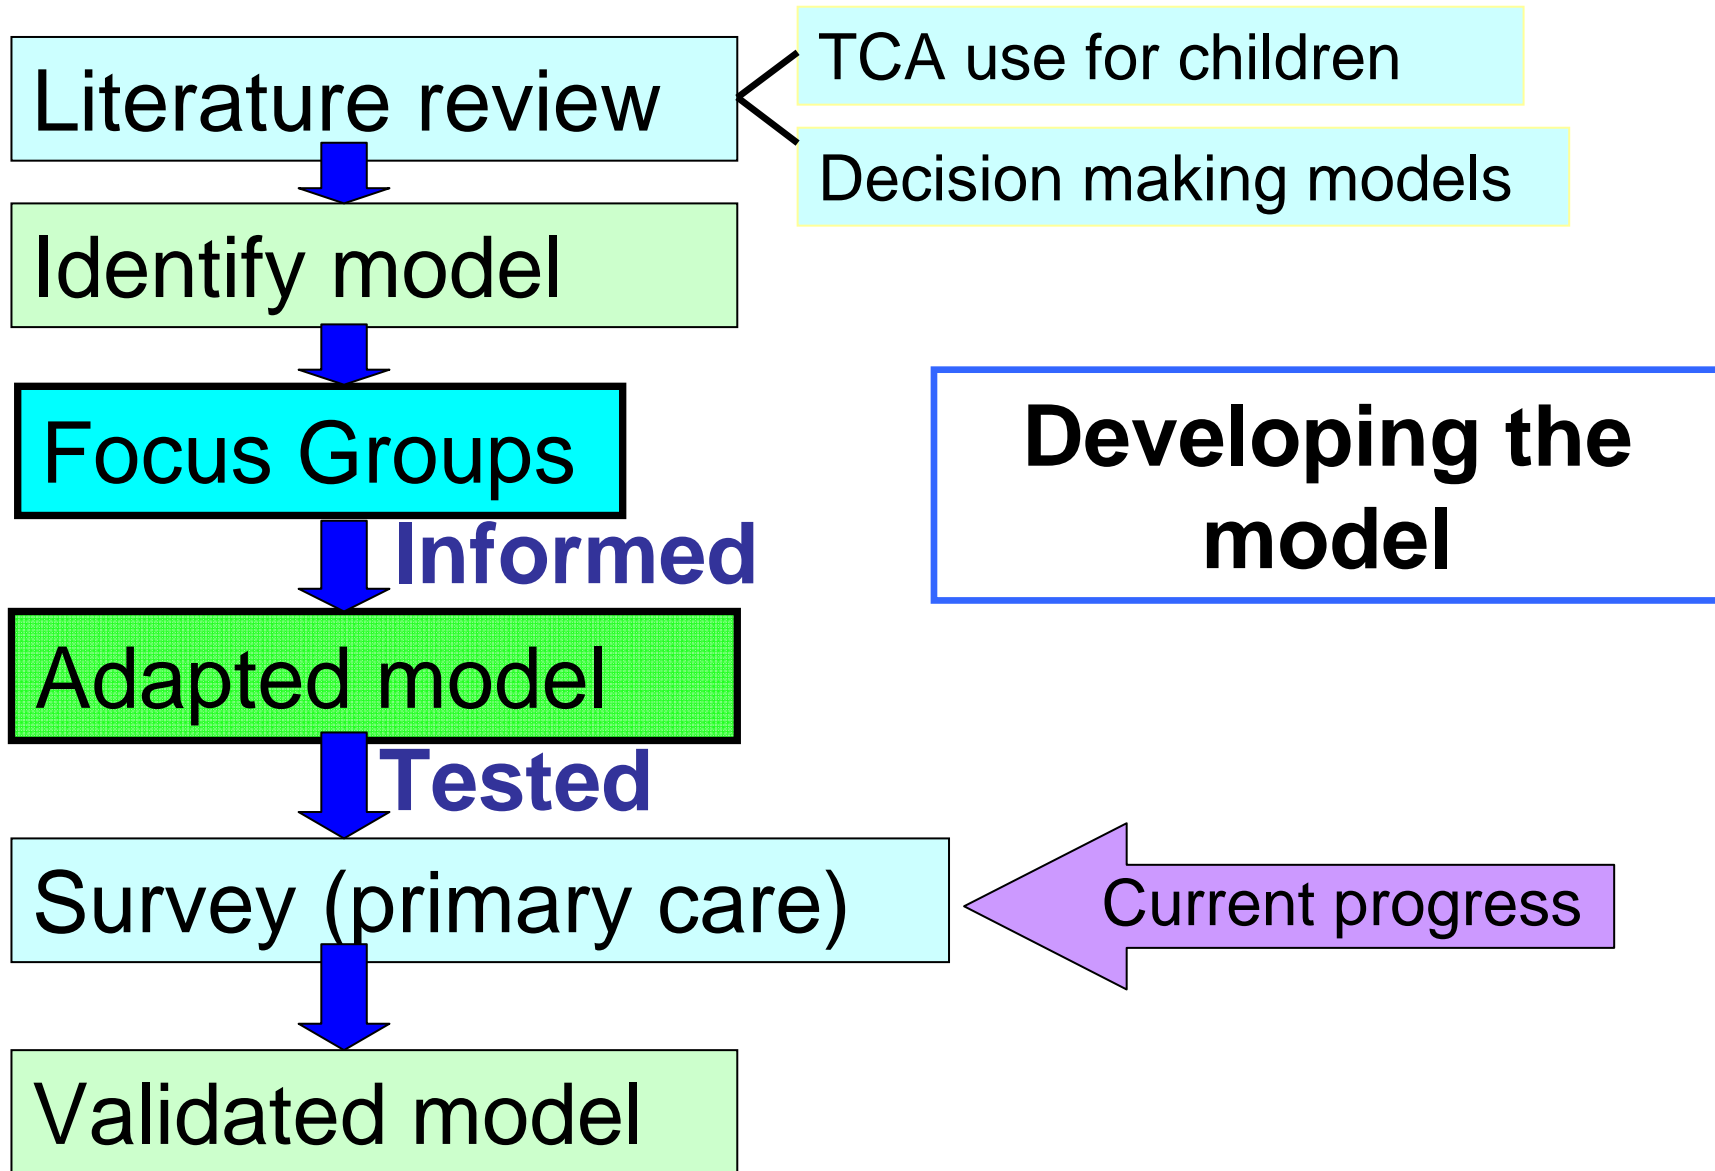 Literature review
TCA use for children
Decision making models
Identify model
Focus Groups
Developing the
model
Informed
Adapted model
Tested
Survey (primary care)
Current progress
Validated model